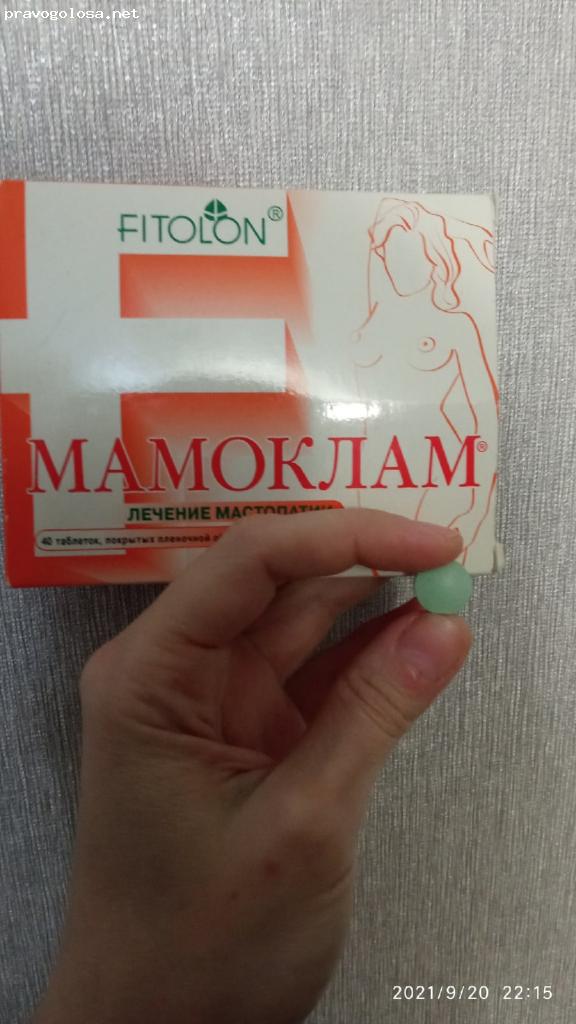 pravogolosa.net
FITOLON®
МАМОКЛАМ®
ЛЕЧЕНИЕ МАСТОПАТИИ
40 таблеток, покрытых пленочной
2021/9/20 22:15